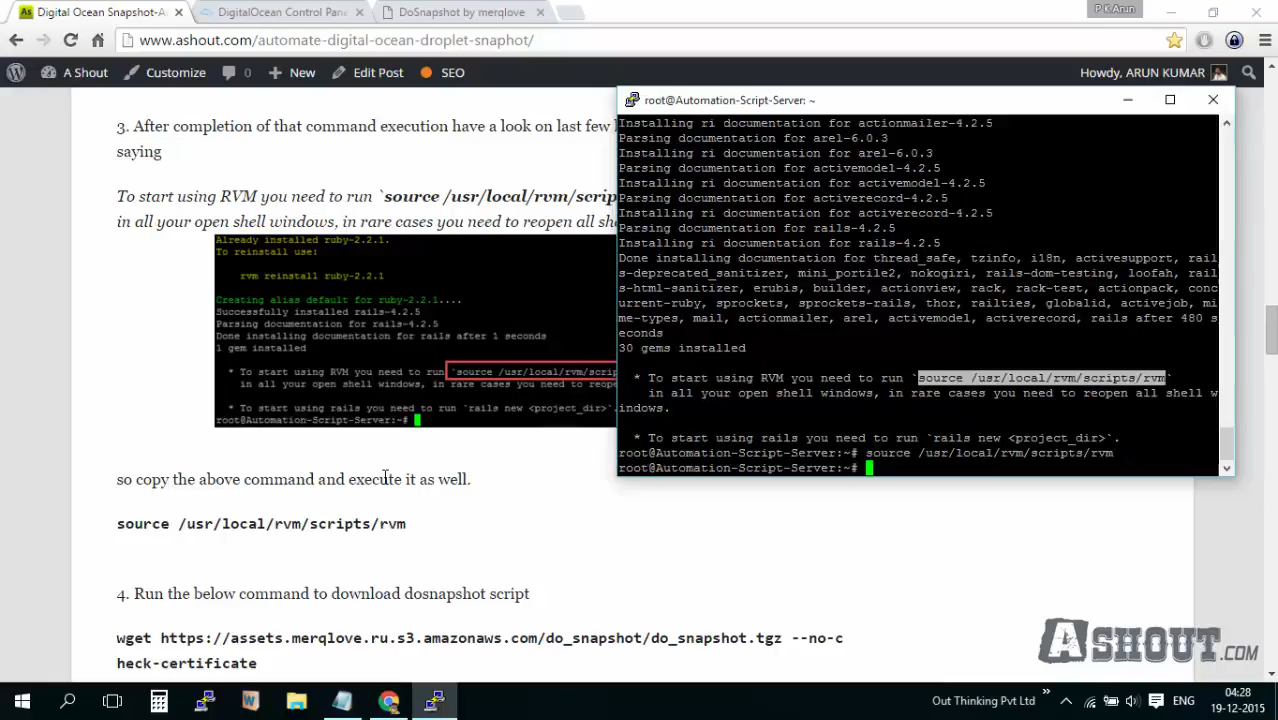 Digital Ocean Snapshot-A
DigitalOcean Control Pane
DoSnapshot by merqlove
P K Arun
www.ashout.com/automate-digital-ocean-droplet-snaphot/
A Shout
Customize
New
Edit Post
SEO
Howdy, ARUN KUMAR
3. After completion of that command execution have a look on last few l
saying
To start using RVM you need to run `source /usr/local/rvm/scrip
in all your open shell windows, in rare cases you need to reopen all she
Already installed ruby-2.2.1.
To reinstall use:
rvm reinstall ruby-2.2.1
Creating alias default for ruby-2.2.1....
Successfully installed rails-4.2.5
Parsing documentation for rails-4.2.5
Done installing documentation for rails after 1 seconds
1 gem installed
* To start using RVM you need to run `source /usr/local/rvm/scrip
in all your open shell windows, in rare cases you need to reope
* To start using rails you need to run `rails new <project_dir>`.
root@Automation-Script-Server:~#
so copy the above command and execute it as well.
source /usr/local/rvm/scripts/rvm
4. Run the below command to download dosnapshot script
wget https://assets.merqlove.ru.s3.amazonaws.com/do_snapshot/do_snapshot.tgz --no-c
heck-certificate
root@Automation-Script-Server: ~
Installing ri documentation for actionmailer-4.2.5
Parsing documentation for arel-6.0.3
Installing ri documentation for arel-6.0.3
Parsing documentation for activemodel-4.2.5
Installing ri documentation for activemodel-4.2.5
Parsing documentation for activerecord-4.2.5
Installing ri documentation for activerecord-4.2.5
Parsing documentation for rails-4.2.5
Installing ri documentation for rails-4.2.5
Done installing documentation for thread_safe, tzinfo, i18n, activesupport, rail
s-deprecated_sanitizer, mini_portile2, nokogiri, rails-dom-testing, loofah, rail
s-html-sanitizer, erubis, builder, actionview, rack, rack-test, actionpack, conc
urrent-ruby, sprockets, sprockets-rails, thor, railties, globalid, activejob, mi
me-types, mail, actionmailer, arel, activemodel, activerecord, rails after 480 s
econds
30 gems installed
* To start using RVM you need to run `source /usr/local/rvm/scripts/rvm`
in all your open shell windows, in rare cases you need to reopen all shell w
indows.
* To start using rails you need to run `rails new <project_dir>`.
root@Automation-Script-Server:~# source /usr/local/rvm/scripts/rvm
root@Automation-Script-Server:~#
ASHOUT.COM
Out Thinking Pvt Ltd
ENG
04:28
19-12-2015